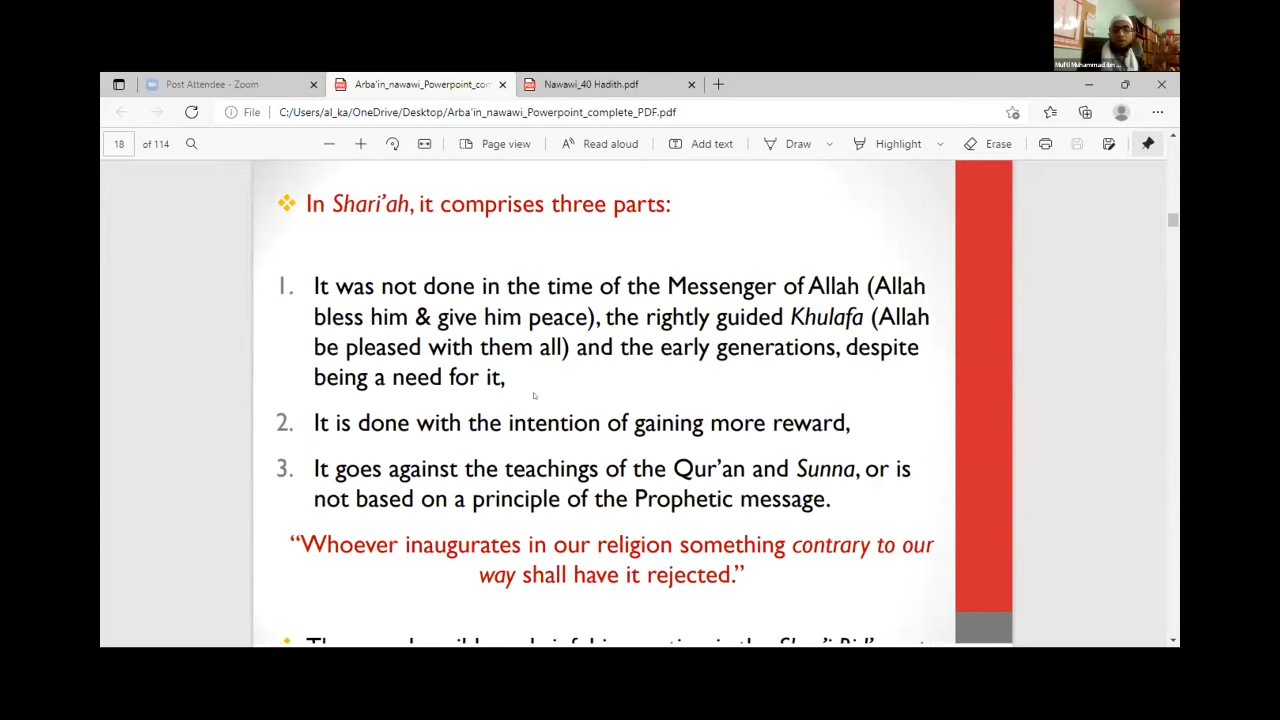 Mufti Muhammad ibn ...
Post Attendee - Zoom
Arba'in_nawawi_Powerpoint_com
Nawawi_40 Hadith.pdf
File
C:/Users/al_ka/OneDrive/Desktop/Arba'in_nawawi_Powerpoint_complete_PDF.pdf
18 of 114
Page view
Read aloud
Add text
Draw
Highlight
Erase
In Shari’ah, it comprises three parts:
1. It was not done in the time of the Messenger of Allah (Allah
bless him & give him peace), the rightly guided Khulafa (Allah
be pleased with them all) and the early generations, despite
being a need for it,
2. It is done with the intention of gaining more reward,
3. It goes against the teachings of the Qur’an and Sunna, or is
not based on a principle of the Prophetic message.
“Whoever inaugurates in our religion something contrary to our
way shall have it rejected.”